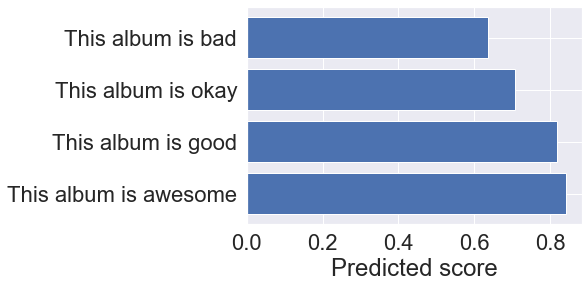 This album is bad
This album is okay
This album is good
This album is awesome
0.0 0.2 0.4 0.6 0.8
Predicted score